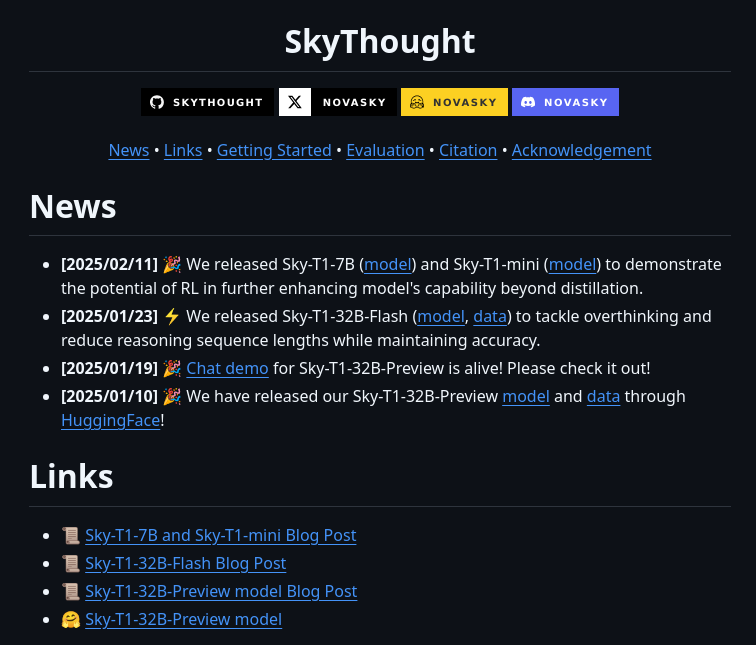 SkyThought
SKYTHOUGHT NOVASKY NOVASKY NOVASKY
News • Links • Getting Started • Evaluation • Citation • Acknowledgement
News
• [2025/02/11] 🎉 We released Sky-T1-7B (model) and Sky-T1-mini (model) to demonstrate
the potential of RL in further enhancing model's capability beyond distillation.
• [2025/01/23] ⚡ We released Sky-T1-32B-Flash (model, data) to tackle overthinking and
reduce reasoning sequence lengths while maintaining accuracy.
• [2025/01/19] 🎉 Chat demo for Sky-T1-32B-Preview is alive! Please check it out!
• [2025/01/10] 🎉 We have released our Sky-T1-32B-Preview model and data through
HuggingFace!
Links
• 📜 Sky-T1-7B and Sky-T1-mini Blog Post
• 📜 Sky-T1-32B-Flash Blog Post
• 📜 Sky-T1-32B-Preview model Blog Post
• 🤗 Sky-T1-32B-Preview model